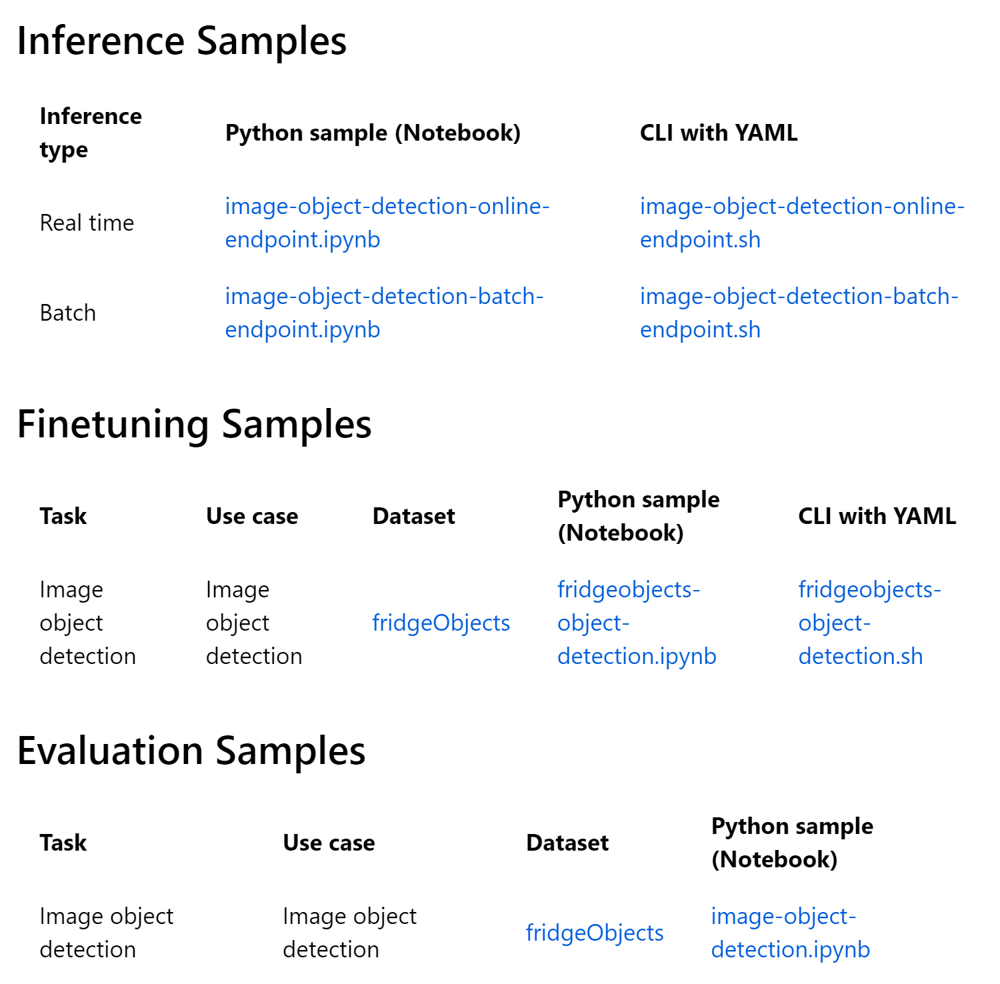 Inference Samples
Inference
type
Python sample (Notebook)
CLI with YAML
Real time
image-object-detection-online-
endpoint.ipynb
image-object-detection-online-
endpoint.sh
Batch
image-object-detection-batch-
endpoint.ipynb
image-object-detection-batch-
endpoint.sh
Finetuning Samples
Task
Use case
Dataset
Python sample
(Notebook)
CLI with YAML
Image
object
detection
Image
object
detection
fridgeObjects
fridgeobjects-
object-
detection.ipynb
fridgeobjects-
object-
detection.sh
Evaluation Samples
Task
Use case
Dataset
Python sample
(Notebook)
Image object
detection
Image object
detection
fridgeObjects
image-object-
detection.ipynb